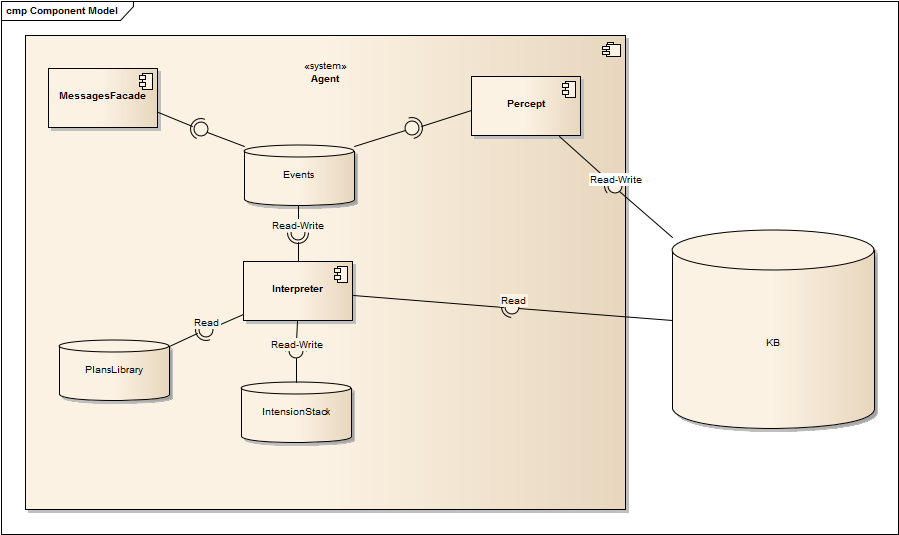 cmp Component Model
«system»
Agent
MessagesFacade
Percept
Events
Read-Write
Read-Write
Interpreter
Read
Read
Read-Write
KB
PlansLibrary
IntensionStack